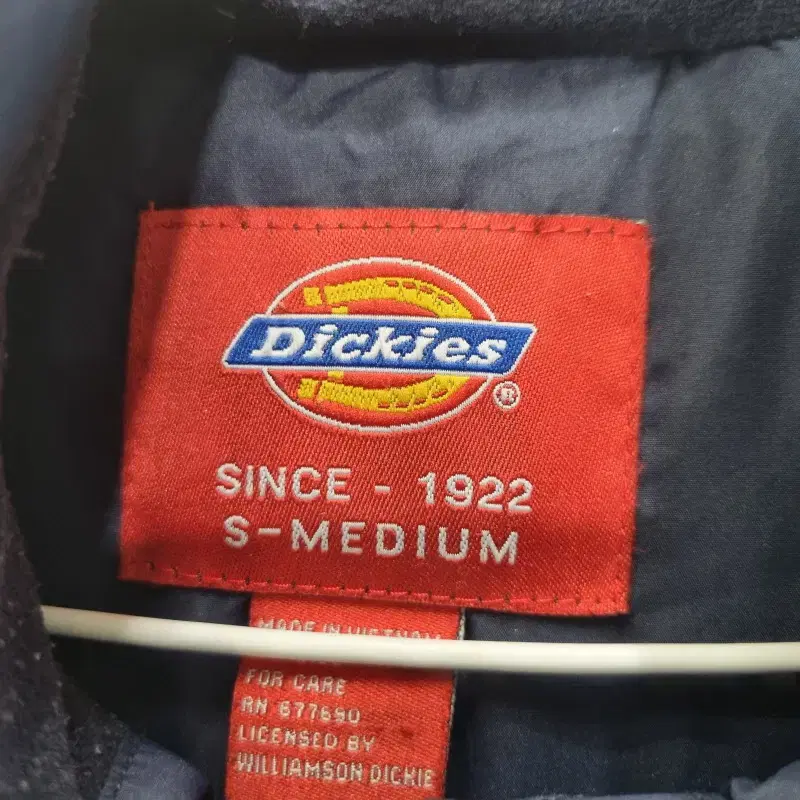 Dickies
®
SINCE - 1922
S-MEDIUM
MADE IN VIETNAM
FOR CARE
RN 677690
LICENSED BY
WILLIAMSON DICKIE